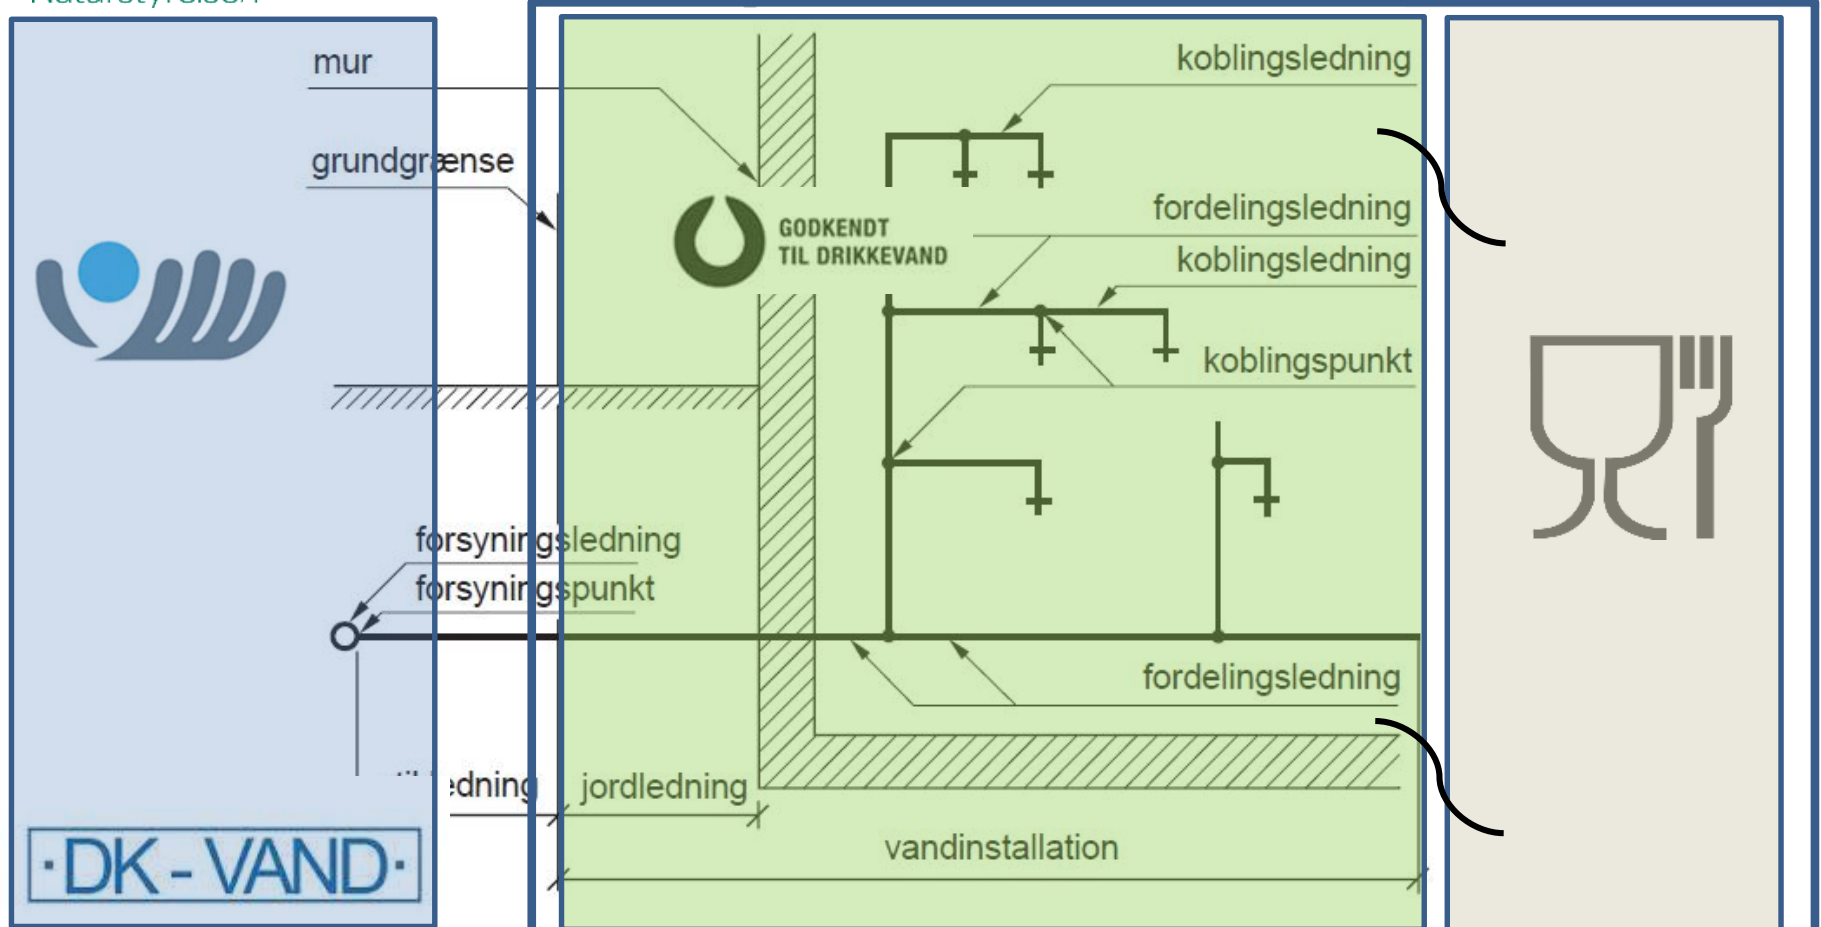 mur
koblingsledning
grundgrænse
fordelingsledning
GODKENDT
TIL DRIKKEVAND
koblingsledning
koblingspunkt
forsyningsledning
forsyningspunkt
fordelingsledning
jordledning
vandinstallation
·DK-VAND·